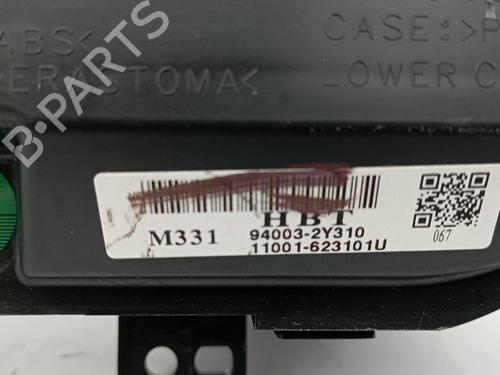 ABS<
>ERASTOMA<
CASE:>P
LOWER C
HBT
M331 94003-2Y310
11001-623101U
067
B-PARTS